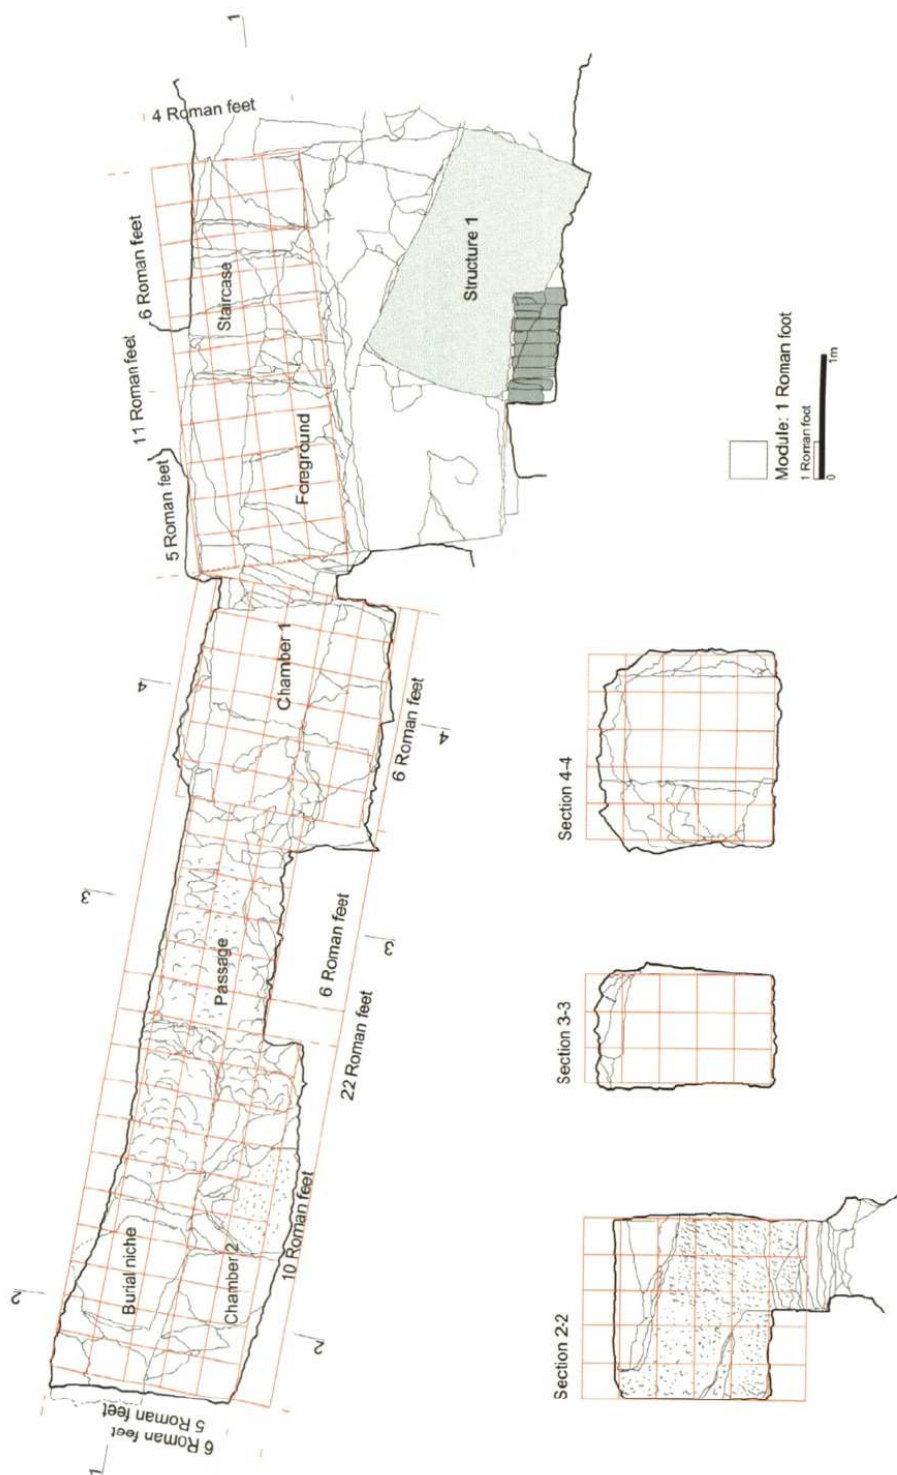 1
4 Roman feet
6 Roman feet
Staircase
11 Roman feet
5 Roman feet
Foreground
Structure 1
Module: 1 Roman foot
1 Roman foot
0
1m
4
Chamber 1
6 Roman feet
4
3
Passage
6 Roman feet
3
22 Roman feet
2
Burial niche
Chamber 2
10 Roman feet
2
5 Roman feet
6 Roman feet
1
Section 4-4
Section 3-3
Section 2-2